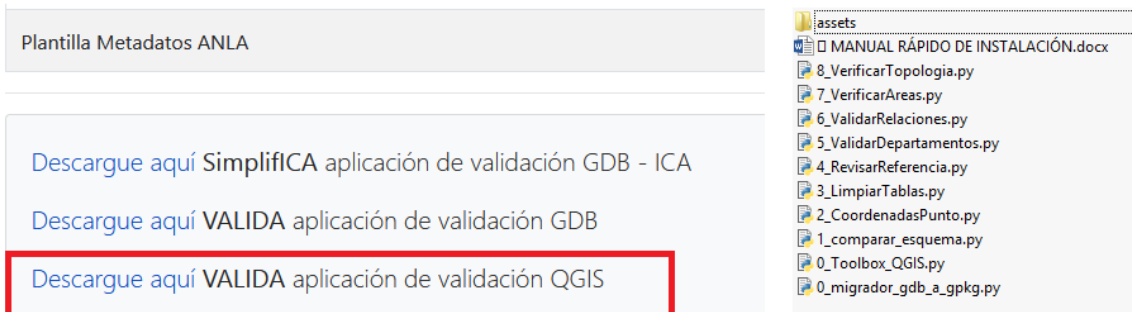 Plantilla Metadatos ANLA
Descargue aquí SimplifICA aplicación de validación GDB - ICA
Descargue aquí VALIDA aplicación de validación GDB
Descargue aquí VALIDA aplicación de validación QGIS
assets
MANUAL RÁPIDO DE INSTALACIÓN.docx
8_VerificarTopologia.py
7_VerificarAreas.py
6_ValidarRelaciones.py
5_ValidarDepartamentos.py
4_RevisarReferencia.py
3_LimpiarTablas.py
2_CoordenadasPunto.py
1_comparar_esquema.py
0_Toolbox_QGIS.py
0_migrador_gdb_a_gpkg.py